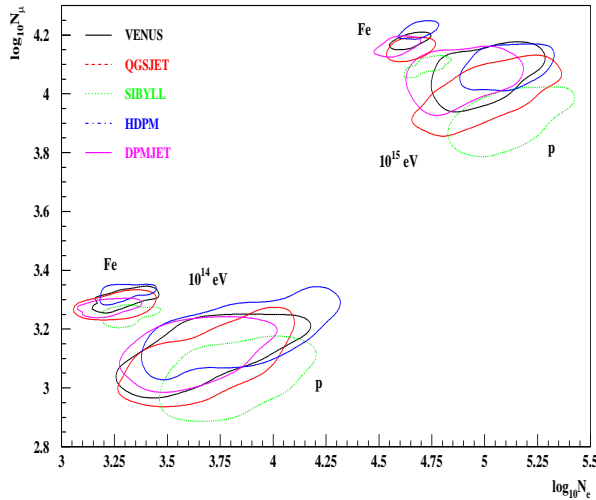 log10Nμ
4.2
4
3.8
3.6
3.4
3.2
3
2.8
VENUS
QGSJET
SIBYLL
HDPM
DPMJET
Fe
10^15 eV
p
Fe
10^14 eV
p
3 3.25 3.5 3.75 4 4.25 4.5 4.75 5 5.25 5.5
log10Ne